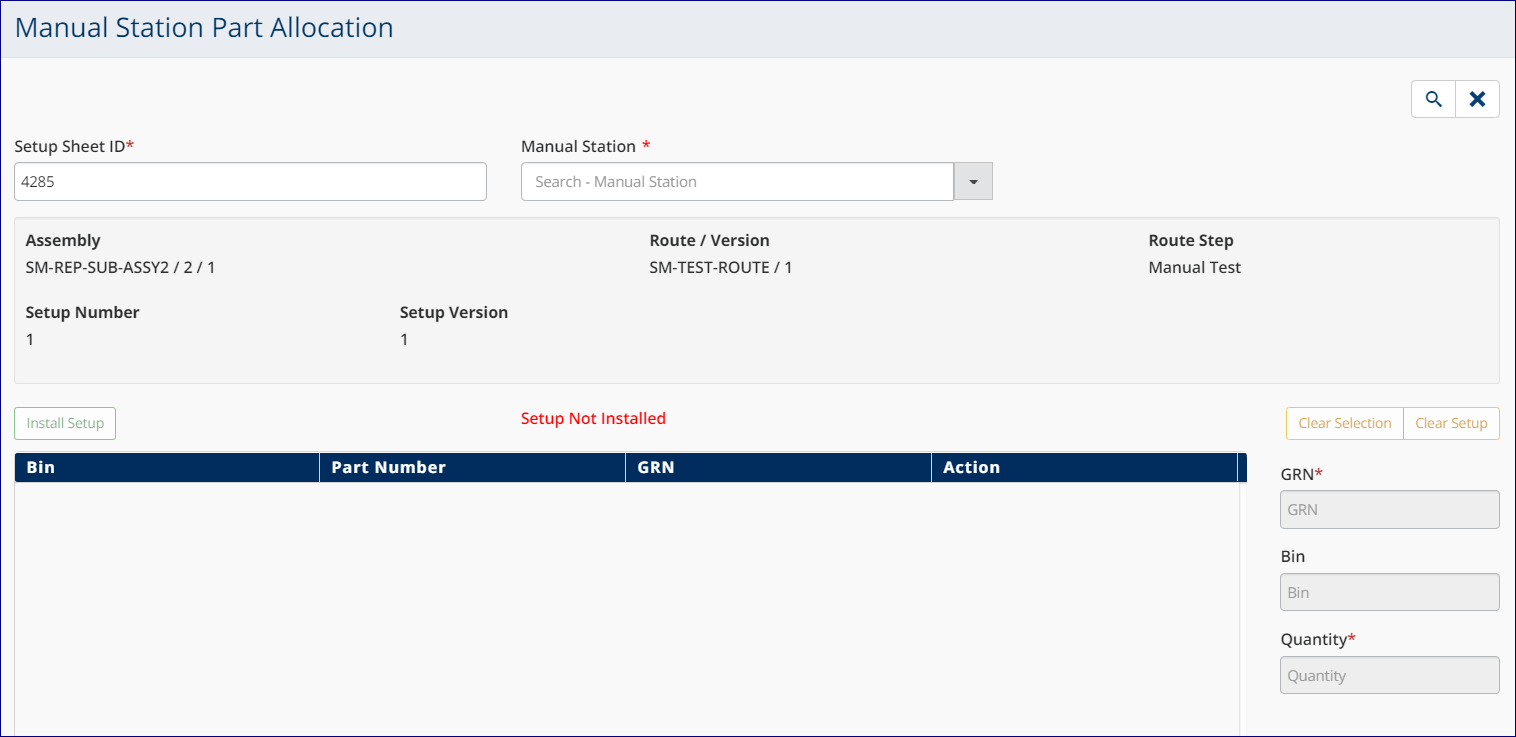 Manual Station Part Allocation
Setup Sheet ID*
Manual Station *
4285
Search - Manual Station
Assembly
Route / Version
Route Step
SM-REP-SUB-ASSY2 / 2 / 1
SM-TEST-ROUTE / 1
Manual Test
Setup Number
Setup Version
1
1
Install Setup
Setup Not Installed
Clear Selection
Clear Setup
Bin
Part Number
GRN
Action
GRN*
GRN
Bin
Bin
Quantity*
Quantity